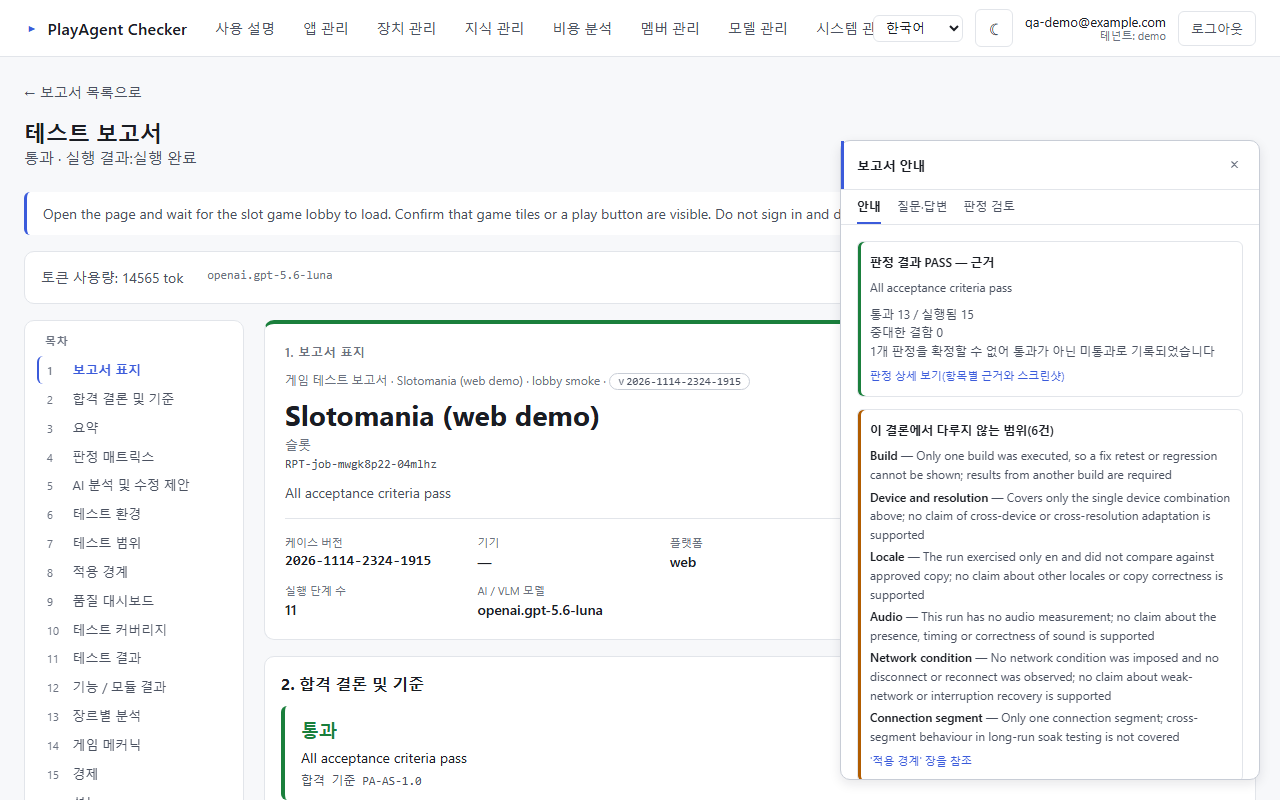 PlayAgent Checker
사용 설명
앱 관리
장치 관리
지식 관리
비용 분석
멤버 관리
모델 관리
시스템 관
한국어
qa-demo@example.com
테넌트: demo
로그아웃
← 보고서 목록으로
테스트 보고서
통과 · 실행 결과:실행 완료
Open the page and wait for the slot game lobby to load. Confirm that game tiles or a play button are visible. Do not sign in and d
토큰 사용량: 14565 tok
openai.gpt-5.6-luna
목차
1 보고서 표지
2 합격 결론 및 기준
3 요약
4 판정 매트릭스
5 AI 분석 및 수정 제안
6 테스트 환경
7 테스트 범위
8 적용 경계
9 품질 대시보드
10 테스트 커버리지
11 테스트 결과
12 기능 / 모듈 결과
13 장르별 분석
14 게임 메커닉
15 경제
1. 보고서 표지
게임 테스트 보고서 · Slotomania (web demo) · lobby smoke · v 2026-1114-2324-1915
Slotomania (web demo)
슬롯
RPT-job-mwgk8p22-04mlhz
All acceptance criteria pass
케이스 버전
2026-1114-2324-1915
기기
—
플랫폼
web
실행 단계 수
11
AI / VLM 모델
openai.gpt-5.6-luna
2. 합격 결론 및 기준
통과
All acceptance criteria pass
합격 기준 PA-AS-1.0
보고서 안내
×
안내
질문·답변
판정 검토
판정 결과 PASS — 근거
All acceptance criteria pass
통과 13 / 실행됨 15
중대한 결함 0
1개 판정을 확정할 수 없어 통과가 아닌 미통과로 기록되었습니다
판정 상세 보기(항목별 근거와 스크린샷)
이 결론에서 다루지 않는 범위(6건)
Build — Only one build was executed, so a fix retest or regression
cannot be shown; results from another build are required
Device and resolution — Covers only the single device combination
above; no claim of cross-device or cross-resolution adaptation is
supported
Locale — The run exercised only en and did not compare against
approved copy; no claim about other locales or copy correctness is
supported
Audio — This run has no audio measurement; no claim about the
presence, timing or correctness of sound is supported
Network condition — No network condition was imposed and no
disconnect or reconnect was observed; no claim about weak-
network or interruption recovery is supported
Connection segment — Only one connection segment; cross-
segment behaviour in long-run soak testing is not covered
'적용 경계' 장을 참조